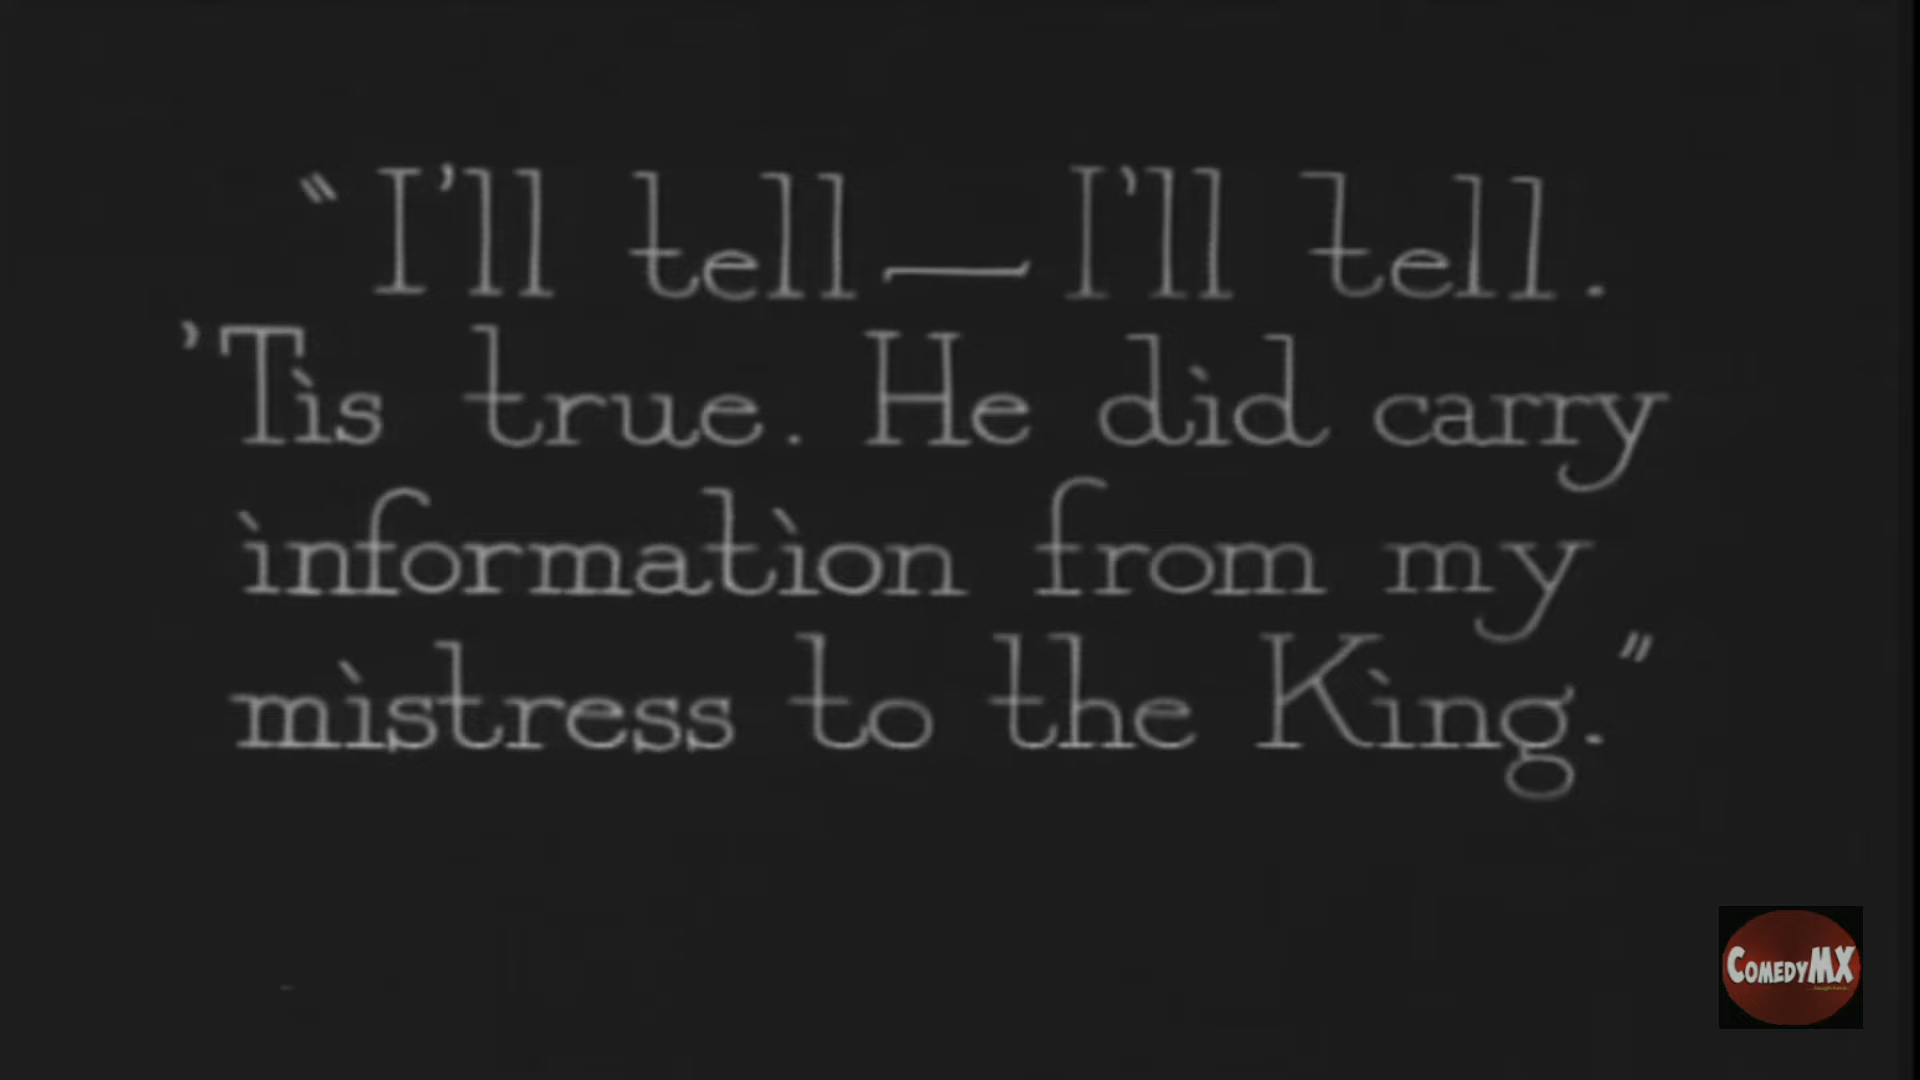 "I'll tell—I'll tell.
'Tis true. He did carry
information from my
mistress to the King."
COMEDYMX